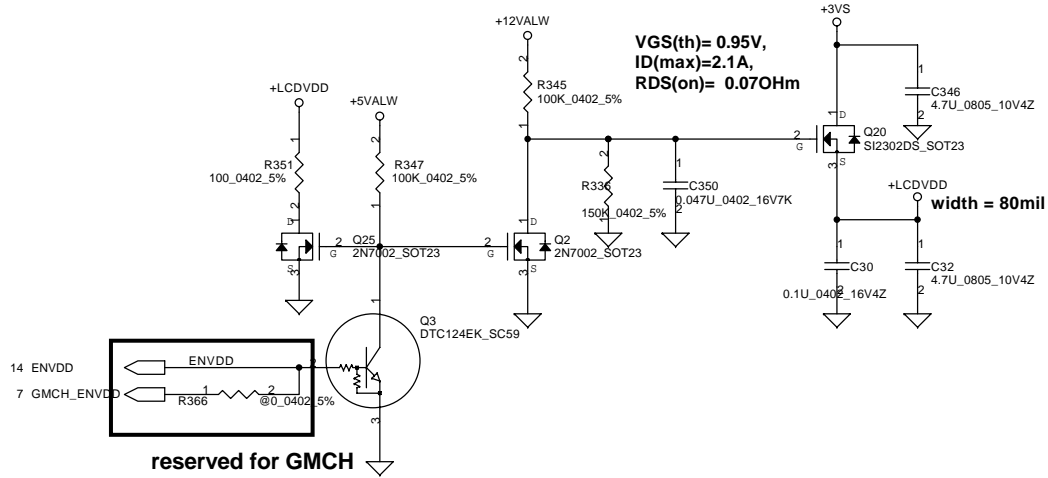 +12VALW
+3VS
VGS(th)= 0.95V,
ID(max)=2.1A,
RDS(on)= 0.07OHm
+LCDVDD
+5VALW
2
R345
100K_0402_5%
1
1
C346
4.7U_0805_10V4Z
2
1
D
2
G
Q20
SI2302DS_SOT23
3
S
1
R351
100_0402_5%
2
2
R347
100K_0402_5%
1
2
R336
150K_0402_5%
1
1
C350
0.047U_0402_16V7K
2
+LCDVDD
width = 80mil
D
Q25
2N7002_SOT23
2
G
S
3
1
D
2
G
Q2
2N7002_SOT23
S
3
1
C30
0.1U_0402_16V4Z
2
1
C32
4.7U_0805_10V4Z
2
1
Q3
DTC124EK_SC59
2
3
14 ENVDD
ENVDD
7 GMCH_ENVDD
1
R366
2
@0_0402_5%
reserved for GMCH